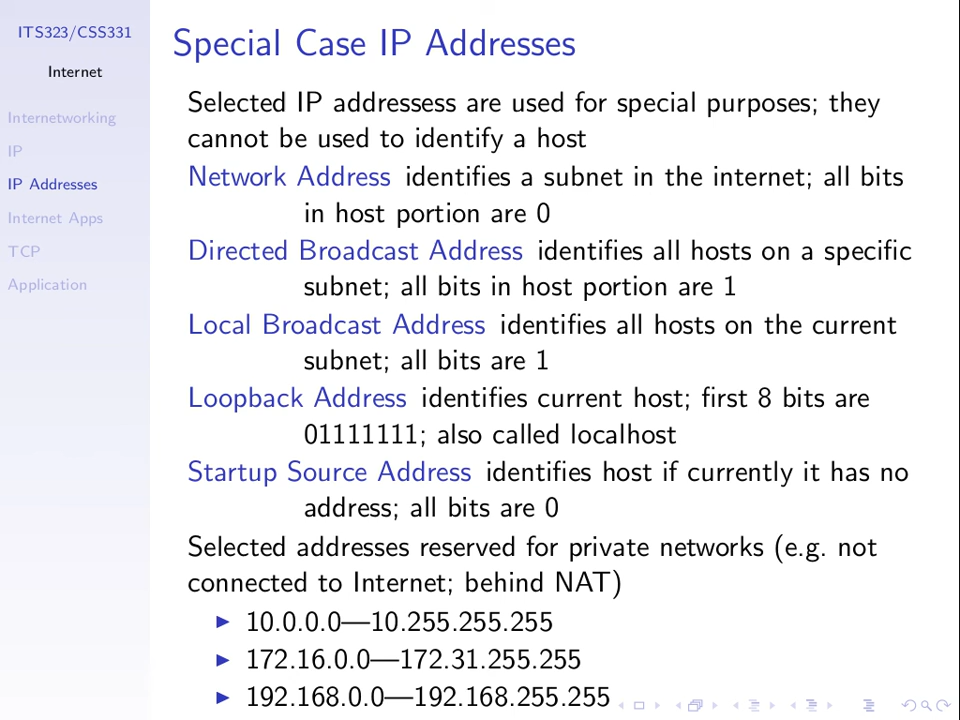 ITS323/CSS331
Internet
Internetworking
IP
IP Addresses
Internet Apps
TCP
Application
Special Case IP Addresses
Selected IP addressess are used for special purposes; they
cannot be used to identify a host
Network Address identifies a subnet in the internet; all bits
in host portion are 0
Directed Broadcast Address identifies all hosts on a specific
subnet; all bits in host portion are 1
Local Broadcast Address identifies all hosts on the current
subnet; all bits are 1
Loopback Address identifies current host; first 8 bits are
01111111; also called localhost
Startup Source Address identifies host if currently it has no
address; all bits are 0
Selected addresses reserved for private networks (e.g. not
connected to Internet; behind NAT)
▶ 10.0.0.0—10.255.255.255
▶ 172.16.0.0—172.31.255.255
▶ 192.168.0.0—192.168.255.255